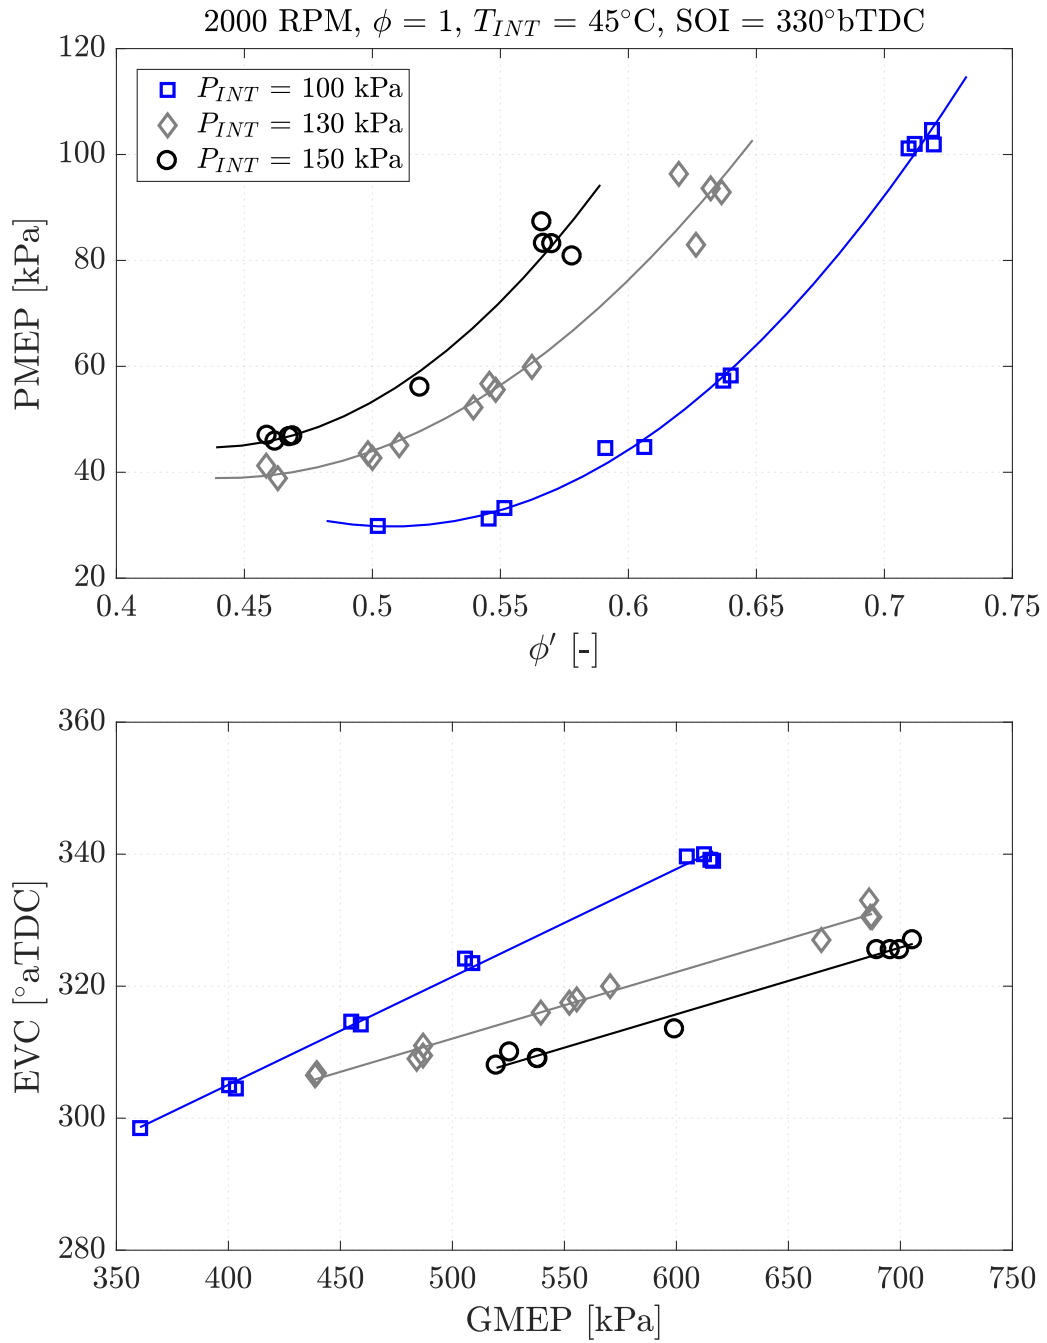 2000 RPM, ϕ = 1, T_INT = 45°C, SOI = 330°bTDC
P_INT = 100 kPa
P_INT = 130 kPa
P_INT = 150 kPa
120
100
80
60
40
20
PMEP [kPa]
0.4 0.45 0.5 0.55 0.6 0.65 0.7 0.75
ϕ′ [-]
360
340
320
300
280
EVC [°aTDC]
350 400 450 500 550 600 650 700 750
GMEP [kPa]